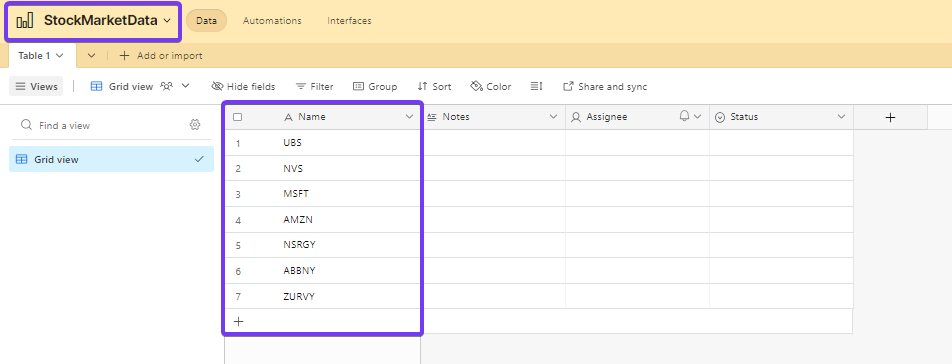 StockMarketData Data Automations Interfaces
Table 1 Add or import
Views Grid view Hide fields Filter Group Sort Color Share and sync
Find a view
Grid view
Name Notes Assignee Status
1 UBS
2 NVS
3 MSFT
4 AMZN
5 NSRGY
6 ABBNY
7 ZURVY